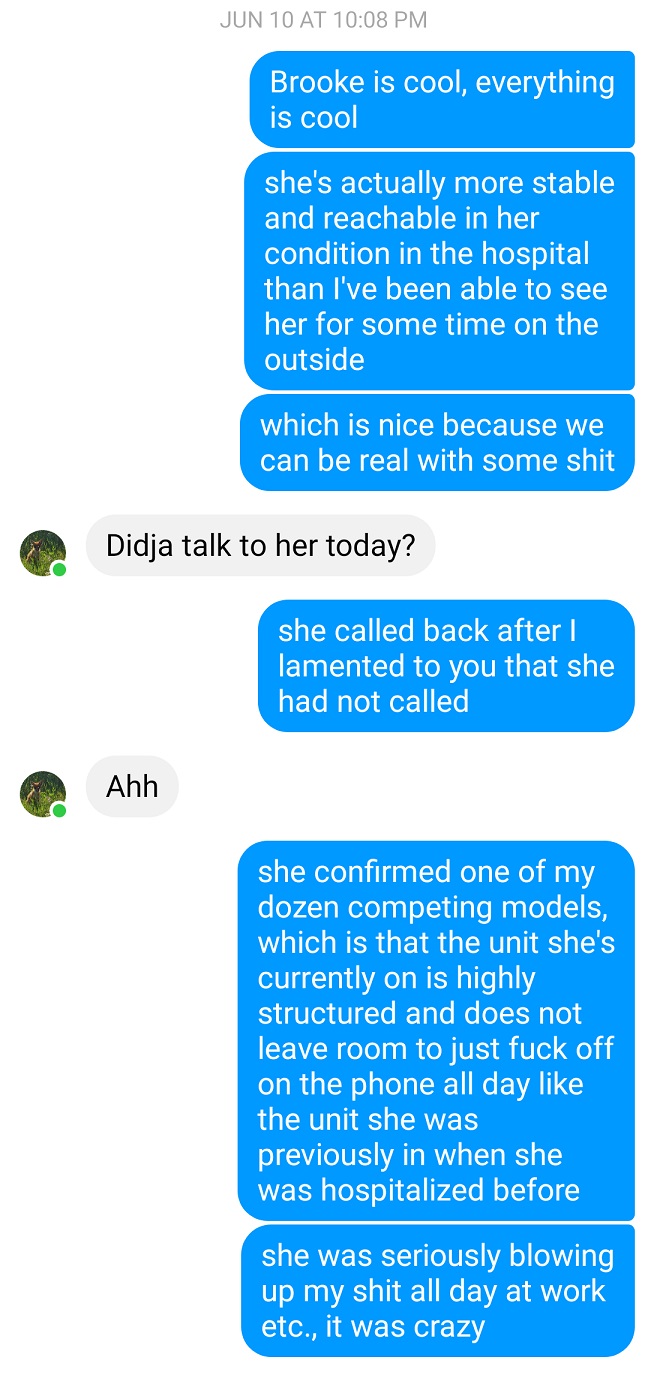 JUN 10 AT 10:08 PM
Brooke is cool, everything
is cool
she's actually more stable
and reachable in her
condition in the hospital
than I've been able to see
her for some time on the
outside
which is nice because we
can be real with some shit
Didja talk to her today?
she called back after I
lamented to you that she
had not called
Ahh
she confirmed one of my
dozen competing models,
which is that the unit she's
currently on is highly
structured and does not
leave room to just fuck off
on the phone all day like
the unit she was
previously in when she
was hospitalized before
she was seriously blowing
up my shit all day at work
etc., it was crazy